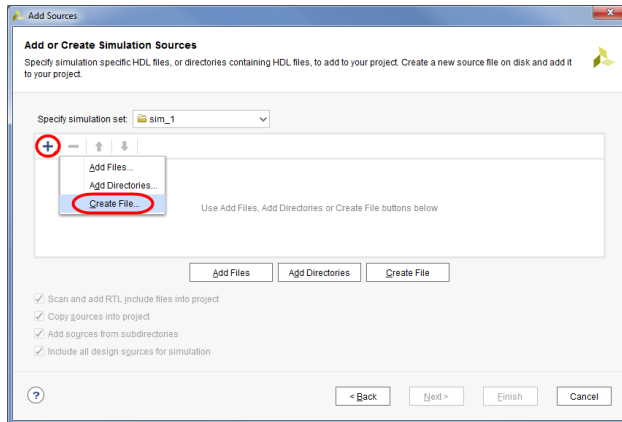 Add Sources
Add or Create Simulation Sources
Specify simulation specific HDL files, or directories containing HDL files, to add to your project. Create a new source file on disk and add it
to your project.
Specify simulation set: sim_1
Add Files...
Add Directories...
Create File...
Use Add Files, Add Directories or Create File buttons below
Add Files Add Directories Create File
Scan and add RTL include files into project
Copy sources into project
Add sources from subdirectories
Include all design sources for simulation
? < Back Next > Finish Cancel